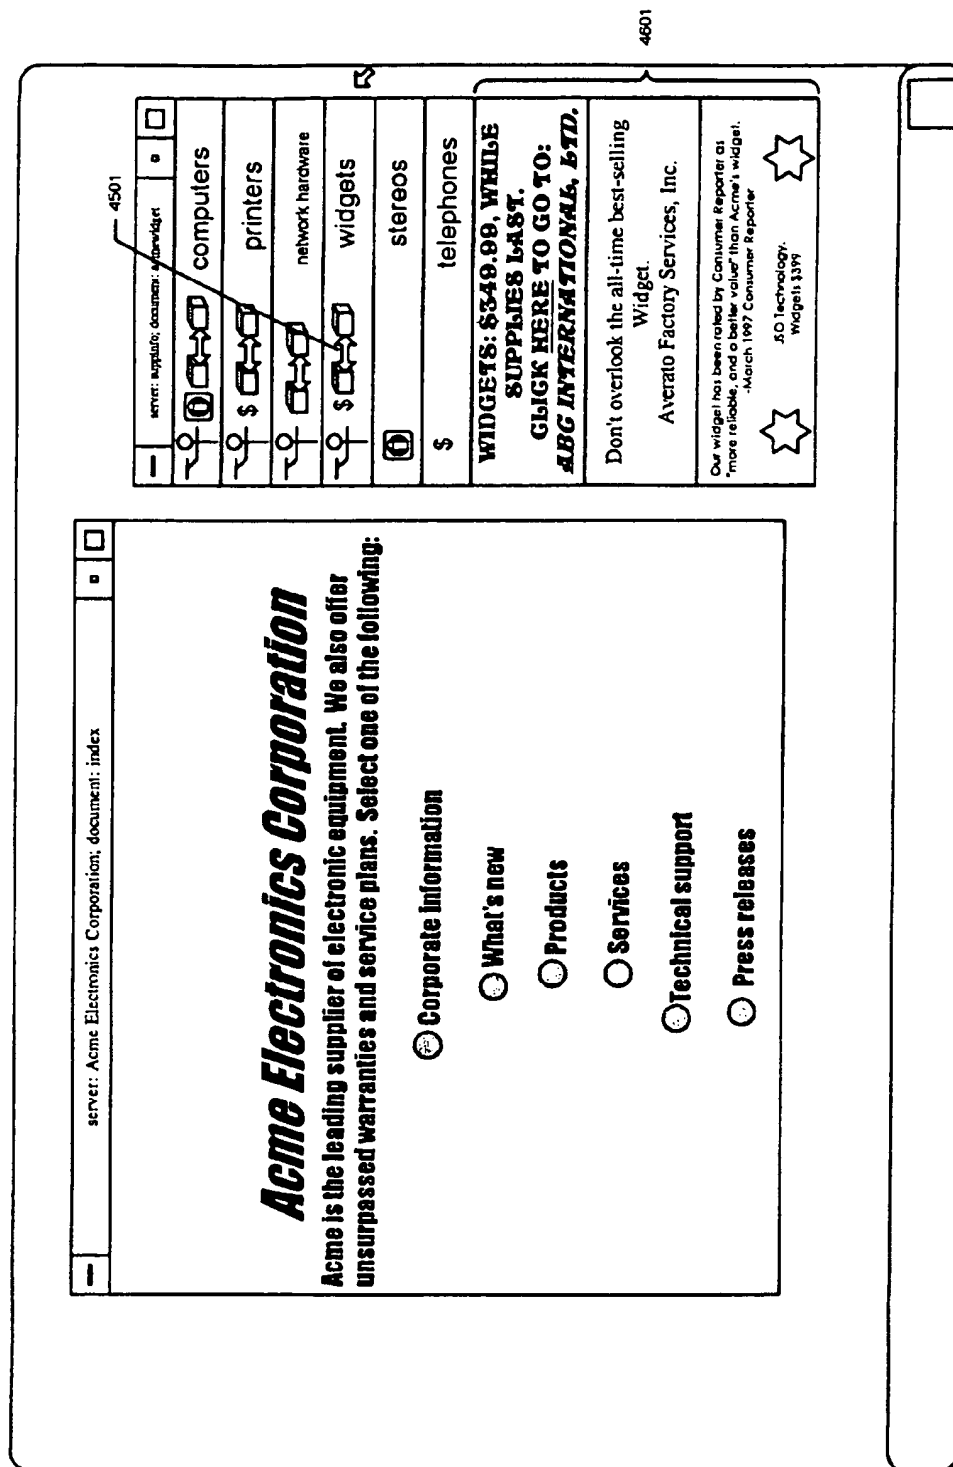 server: Acme Electronics Corporation; document: index
Acme Electronics Corporation
Acme is the leading supplier of electronic equipment. We also offer
unsurpassed warranties and service plans. Select one of the following:
Corporate information
What's new
Products
Services
Technical support
Press releases
4501
server: suppinfo; document: acmewidget
computers
$ printers
network hardware
$ widgets
stereos
$ telephones
WIDGETS: $349.99, WHILE
SUPPLIES LAST.
CLICK HERE TO GO TO:
ABG INTERNATIONAL, LTD.
Don't overlook the all-time best-selling
Widget.
Averato Factory Services, Inc.
Our widget has been rated by Consumer Reporter as
"more reliable, and a better value" than Acme's widget.
-March 1997 Consumer Reporter
JSO Technology.
Widgets $399
4601